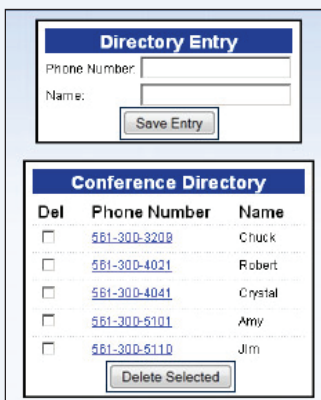 Directory Entry
Phone Number:
Name:
Save Entry
Conference Directory
Del Phone Number Name
561-300-3209 Chuck
561-300-4021 Robert
561-300-4041 Crystal
561-300-5101 Amy
561-300-5110 Jim
Delete Selected